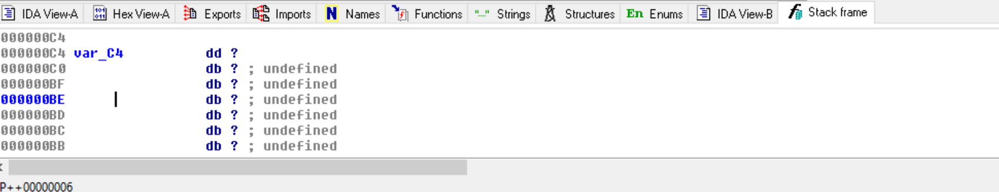 IDA View-A Hex View-A Exports Imports N Names Functions "..." Strings Structures En Enums IDA View-B Stack frame
000000C4
000000C4 var_C4 dd ?
000000C0 db ? ; undefined
000000BF db ? ; undefined
000000BE db ? ; undefined
000000BD db ? ; undefined
000000BC db ? ; undefined
000000BB db ? ; undefined
P++00000006